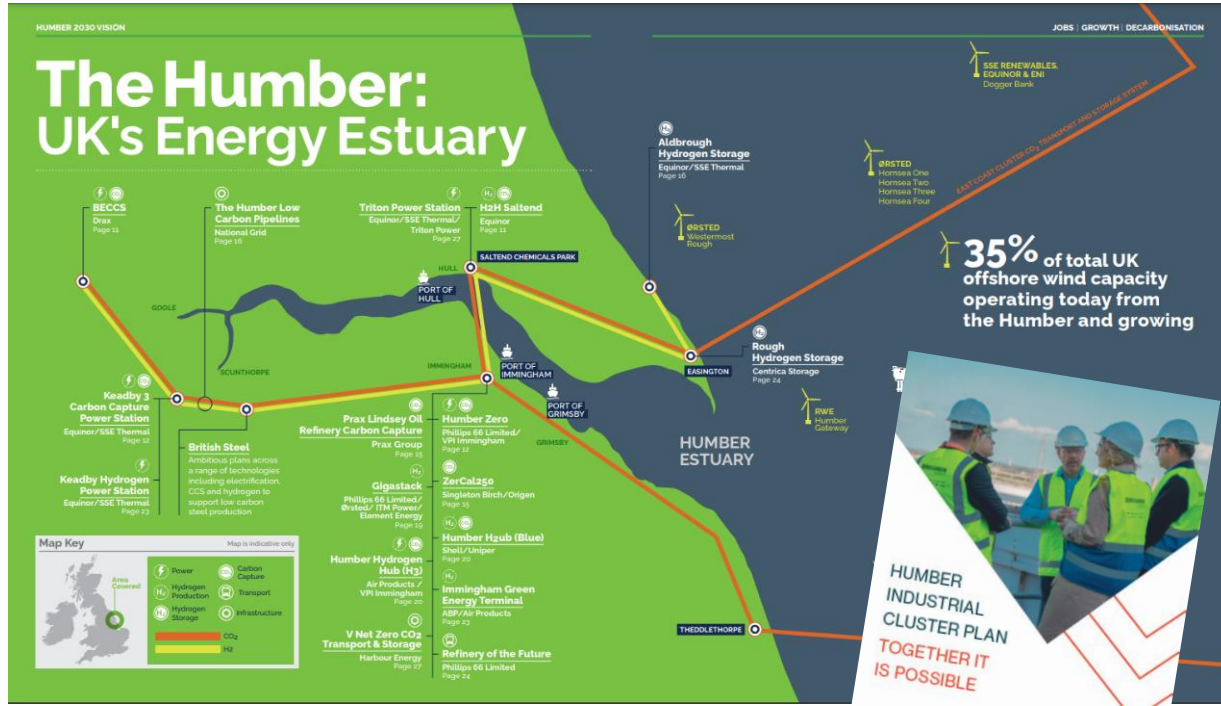 HUMBER 2030 VISION
JOBS | GROWTH | DECARBONISATION
The Humber:
UK's Energy Estuary
BECCS
Drax
Page 11
The Humber Low
Carbon Pipelines
National Grid
Page 16
Triton Power Station
Equinor/SSE Thermal/
Triton Power
Page 27
H₂
H2H Saltend
Equinor
Page 11
SALTEND CHEMICALS PARK
Aldbrough
Hydrogen Storage
Equinor/SSE Thermal
Page 16
SSE RENEWABLES,
EQUINOR & ENI
Dogger Bank
EAST COAST CLUSTER CO₂ TRANSPORT AND STORAGE SYSTEM
ØRSTED
Hornsea One
Hornsea Two
Hornsea Three
Hornsea Four
ØRSTED
Westermost
Rough
35% of total UK
offshore wind capacity
operating today from
the Humber and growing
HULL
PORT OF
HULL
GOOLE
SCUNTHORPE
IMMINGHAM
PORT OF
IMMINGHAM
PORT OF
GRIMSBY
GRIMSBY
EASINGTON
Rough
Hydrogen Storage
Centrica Storage
Page 24
RWE
Humber
Gateway
HUMBER
ESTUARY
Keadby 3
Carbon Capture
Power Station
Equinor/SSE Thermal
Page 12
Keadby Hydrogen
Power Station
Equinor/SSE Thermal
Page 23
British Steel
Ambitious plans across
a range of technologies
including electrification,
CCS and hydrogen to
support low carbon
steel production
Prax Lindsey Oil
Refinery Carbon Capture
Prax Group
Page 15
H₂
Gigastack
Phillips 66 Limited/
Ørsted/ ITM Power/
Element Energy
Page 19
Humber Hydrogen
Hub (H3)
Air Products /
VPI Immingham
Page 20
V Net Zero CO₂
Transport & Storage
Harbour Energy
Page 27
Humber Zero
Phillips 66 Limited/
VPI Immingham
Page 12
ZerCal250
Singleton Birch/Origen
Page 15
H₂
Humber H2ub (Blue)
Shell/Uniper
Page 20
H₂
Immingham Green
Energy Terminal
ABP/Air Products
Page 23
Refinery of the Future
Phillips 66 Limited
Page 24
THEDDLETHORPE
Map Key
Map is indicative only
Area
Covered
Power
Carbon
Capture
H₂
Hydrogen
Production
Transport
Hydrogen
Storage
Infrastructure
CO₂
H2
HUMBER
INDUSTRIAL
CLUSTER PLAN
TOGETHER IT
IS POSSIBLE